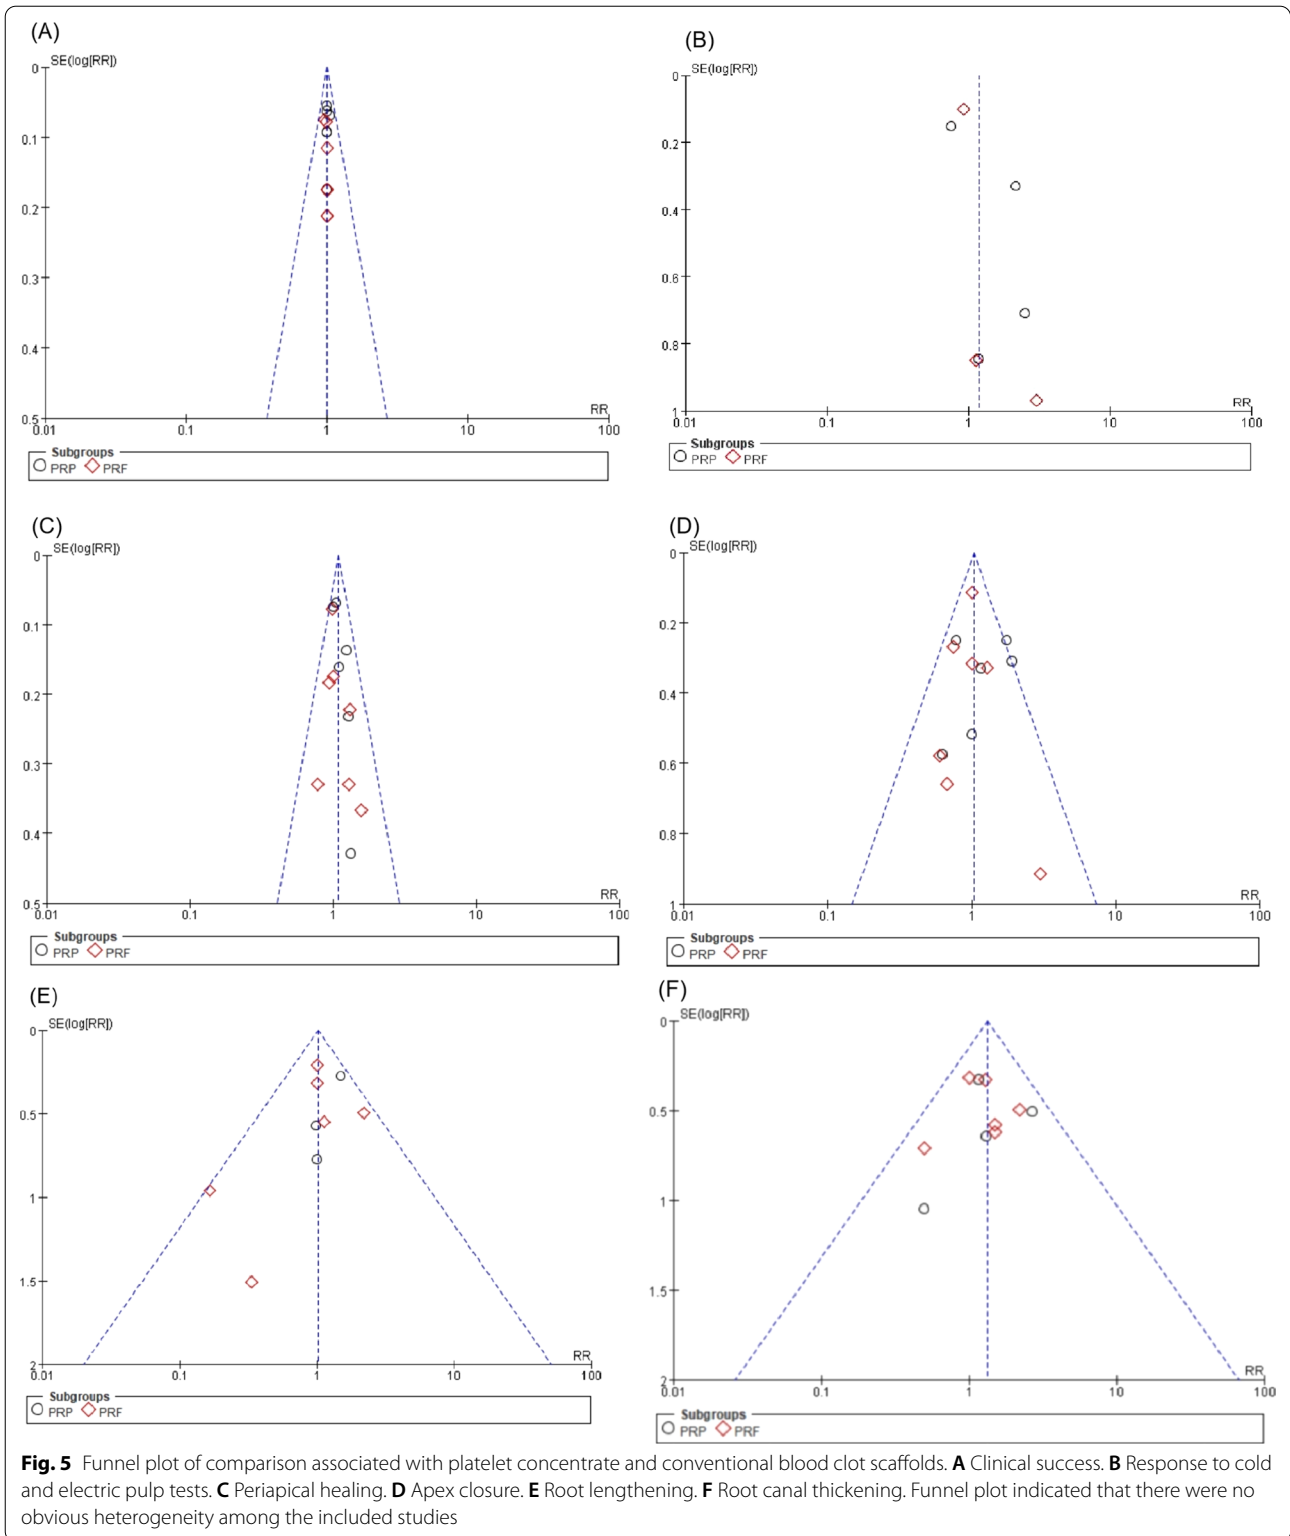 (A)
SE(log[RR])
0
0.1
0.2
0.3
0.4
0.5
RR
0.01 0.1 1 10 100
Subgroups
PRP PRF
(B)
SE(log[RR])
0
0.2
0.4
0.6
0.8
1
RR
0.01 0.1 1 10 100
Subgroups
PRP PRF
(C)
SE(log[RR])
0
0.1
0.2
0.3
0.4
0.5
RR
0.01 0.1 1 10 100
Subgroups
PRP PRF
(D)
SE(log[RR])
0
0.2
0.4
0.6
0.8
1
RR
0.01 0.1 1 10 100
Subgroups
PRP PRF
(E)
SE(log[RR])
0
0.5
1
1.5
2
RR
0.01 0.1 1 10 100
Subgroups
PRP PRF
(F)
SE(log[RR])
0
0.5
1
1.5
2
RR
0.01 0.1 1 10 100
Subgroups
PRP PRF
Fig. 5 Funnel plot of comparison associated with platelet concentrate and conventional blood clot scaffolds. A Clinical success. B Response to cold
and electric pulp tests. C Periapical healing. D Apex closure. E Root lengthening. F Root canal thickening. Funnel plot indicated that there were no
obvious heterogeneity among the included studies